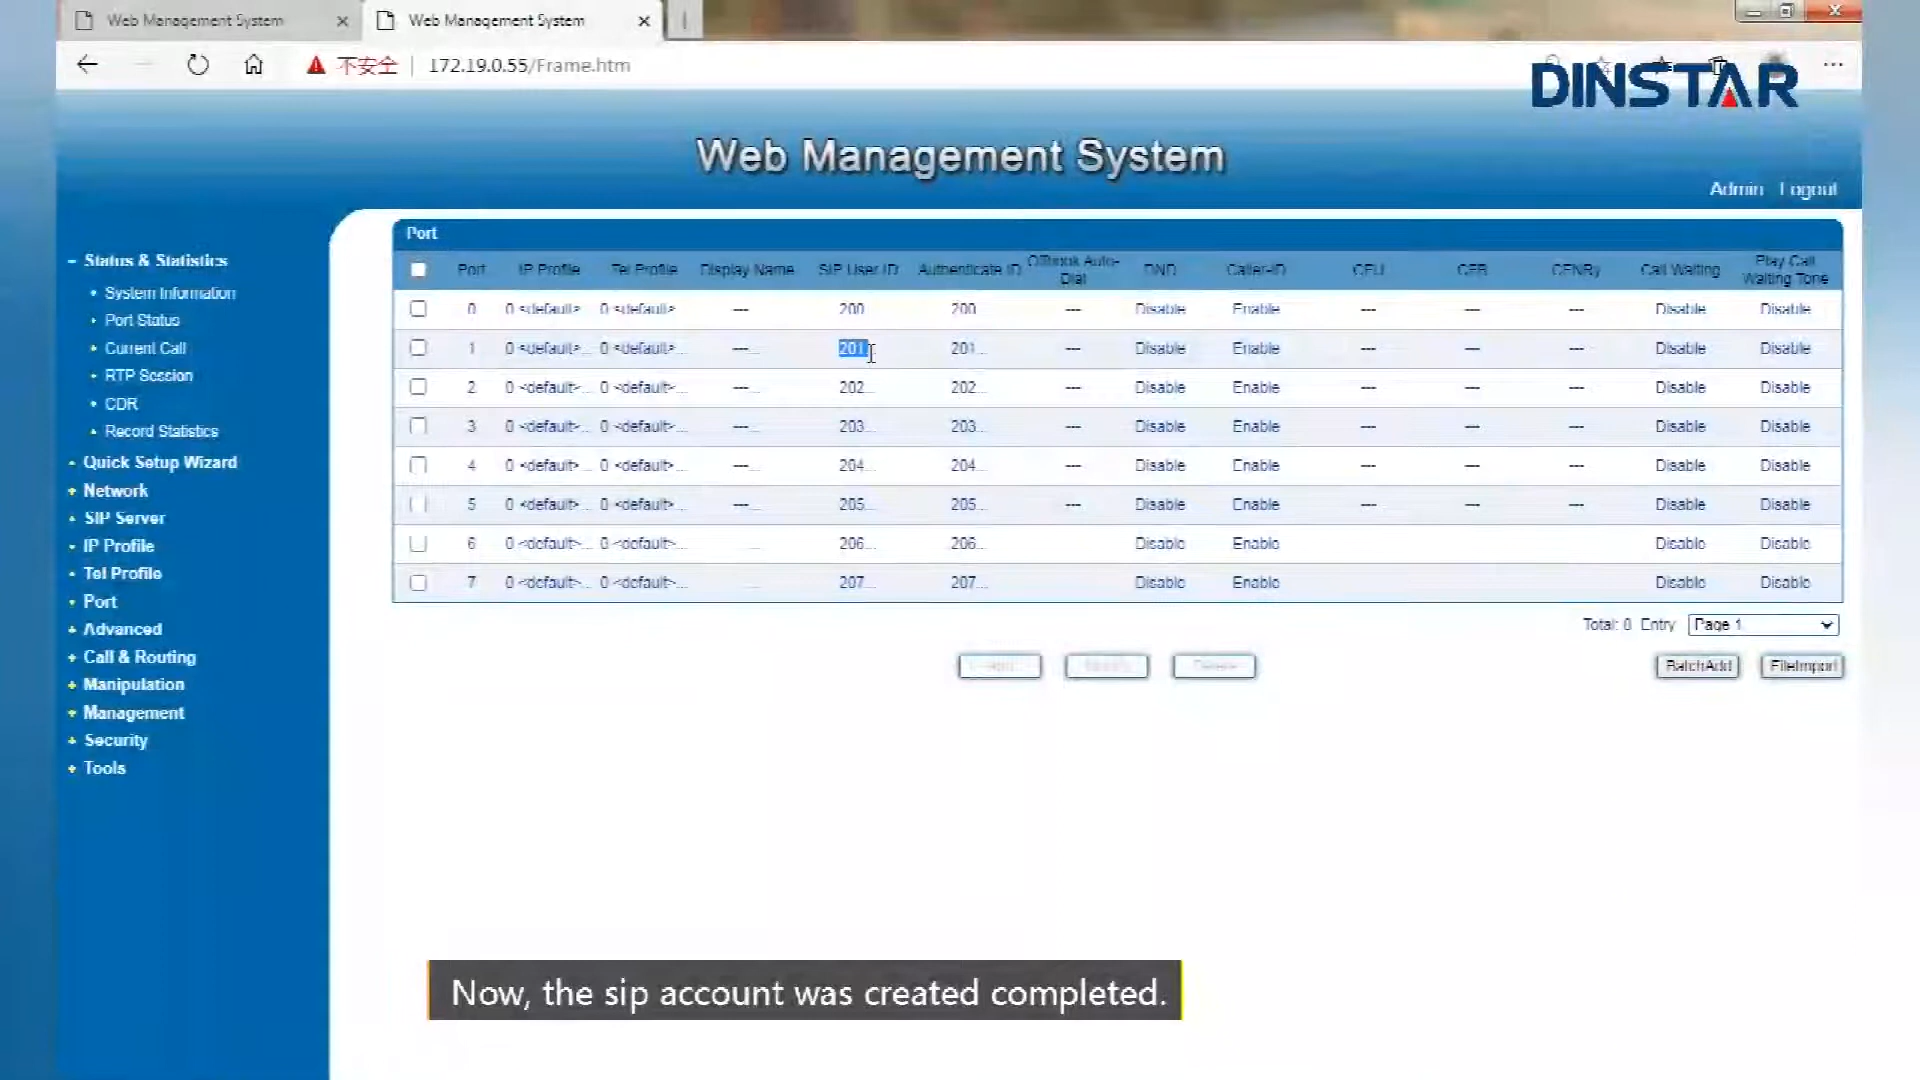 Web Management System
Web Management System
不安全 172.19.0.55/Frame.htm
DINSTAR
Web Management System
Admin Logout
− Status & Statistics
System Information
Port Status
Current Call
RTP Session
CDR
Record Statistics
Quick Setup Wizard
+ Network
SIP Server
IP Profile
Tel Profile
Port
+ Advanced
+ Call & Routing
+ Manipulation
+ Management
+ Security
+ Tools
Port
Port IP Profile Tel Profile Display Name SIP User ID Authenticate ID Offhook Auto-Dial DND Caller-ID CFU CFB CFNRy Call Waiting Play Call Waiting Tone
0 0 <default> 0 <default> --- 200 200 --- Disable Enable --- --- --- Disable Disable
1 0 <default>... 0 <default>... --- ... 201... 201... --- Disable Enable --- --- --- Disable Disable
2 0 <default>... 0 <default>... --- ... 202... 202... --- Disable Enable --- --- --- Disable Disable
3 0 <default>... 0 <default>... --- ... 203... 203... --- Disable Enable --- --- --- Disable Disable
4 0 <default>... 0 <default>... --- ... 204... 204... --- Disable Enable --- --- --- Disable Disable
5 0 <default>... 0 <default>... --- ... 205... 205... --- Disable Enable --- --- --- Disable Disable
6 0 <default>... 0 <default>... ... 206... 206... Disable Enable Disable Disable
7 0 <default>... 0 <default>... ... 207... 207... Disable Enable Disable Disable
Total: 8 Entry Page 1
BatchAdd FileImport
Now, the sip account was created completed.